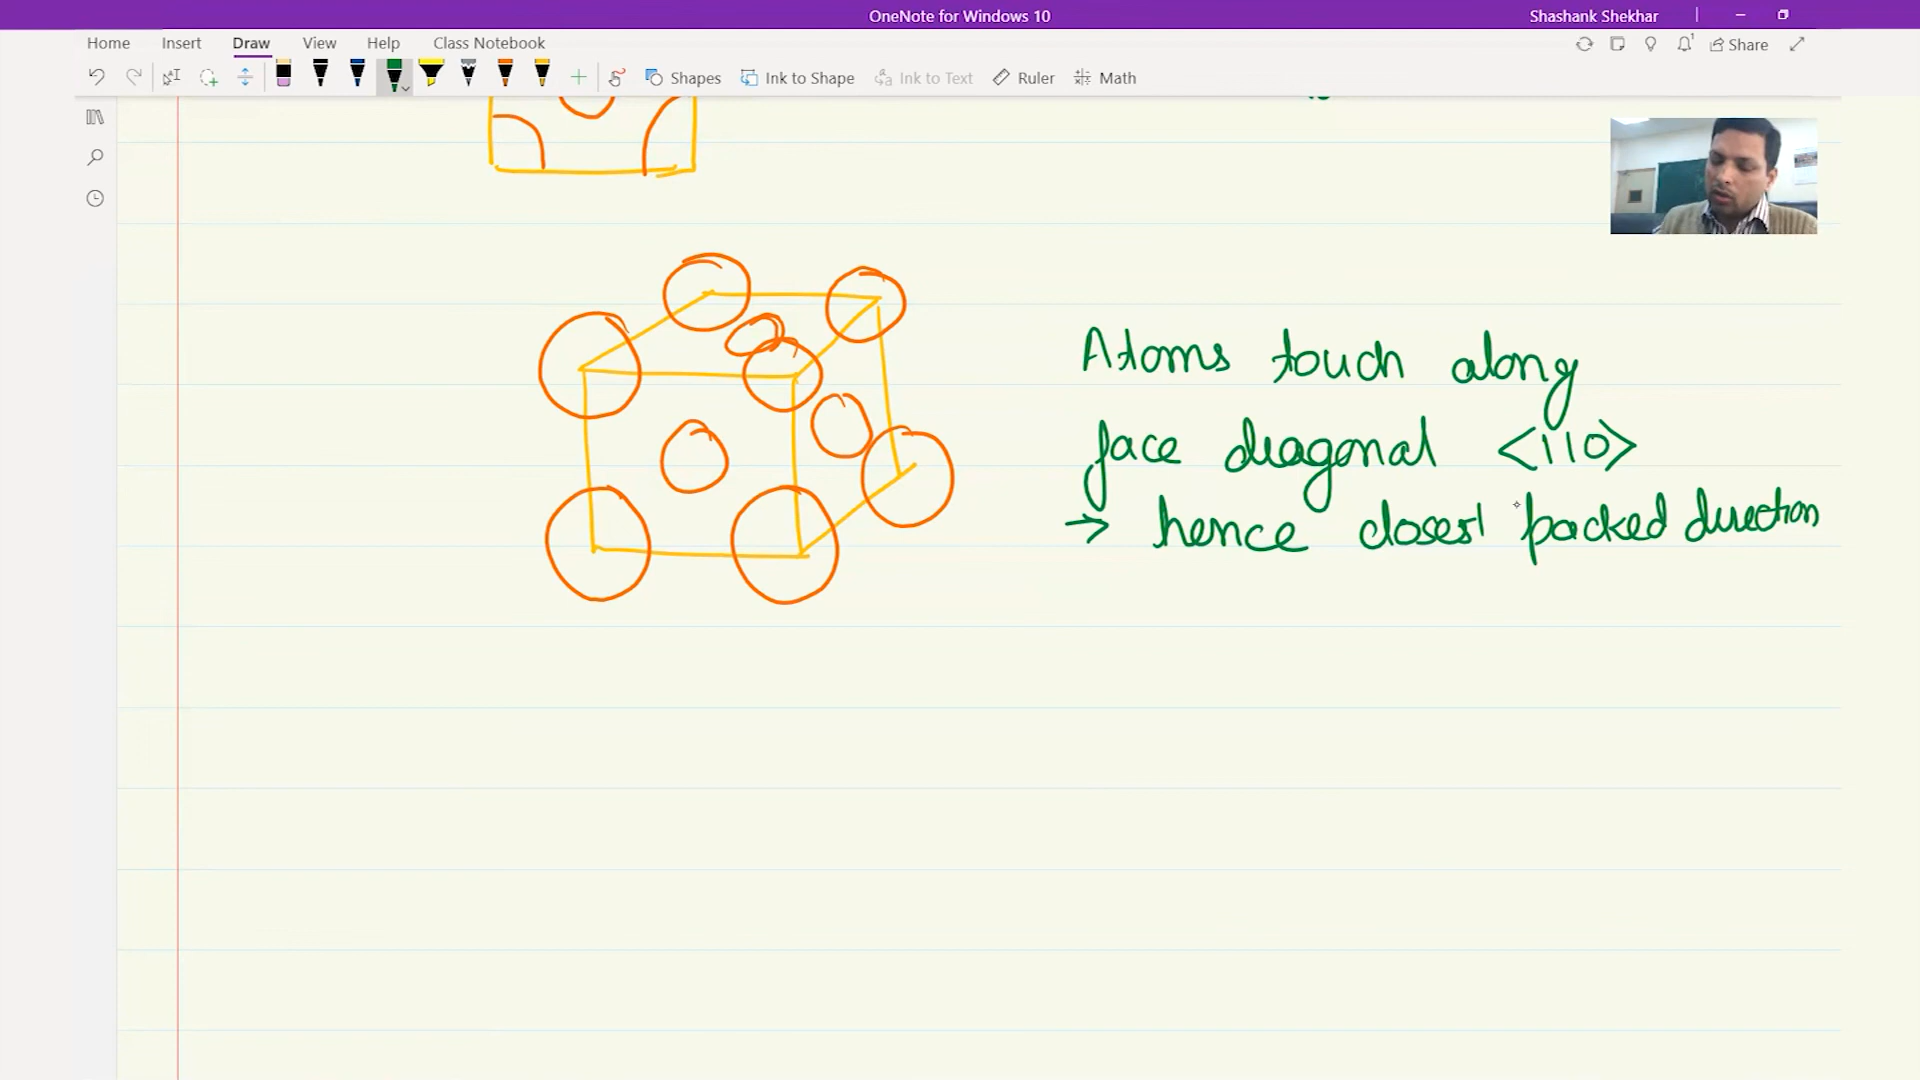 OneNote for Windows 10
Shashank Shekhar
Home Insert Draw View Help Class Notebook
Share
Shapes Ink to Shape Ink to Text Ruler Math
Atoms touch along
face diagonal <110>
→ hence closest packed direction